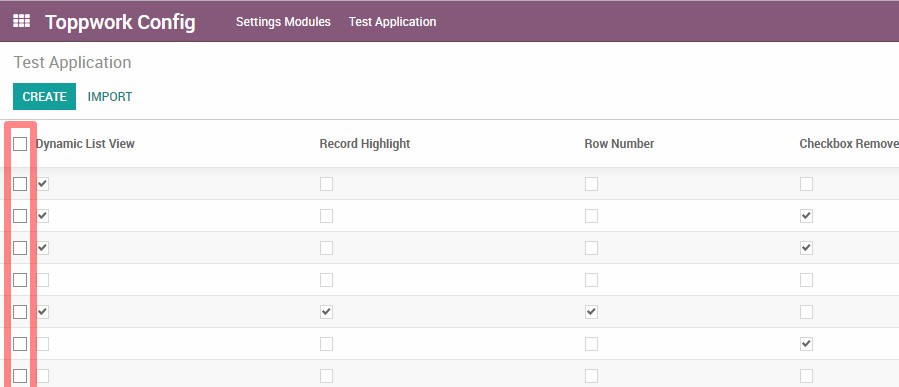 Toppwork Config Settings Modules Test Application
Test Application
CREATE IMPORT
Dynamic List View Record Highlight Row Number Checkbox Remove